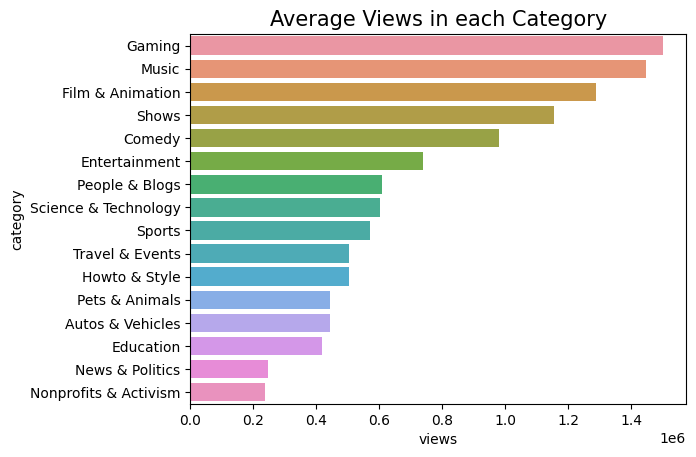 Average Views in each Category
category
Gaming
Music
Film & Animation
Shows
Comedy
Entertainment
People & Blogs
Science & Technology
Sports
Travel & Events
Howto & Style
Pets & Animals
Autos & Vehicles
Education
News & Politics
Nonprofits & Activism
0.0 0.2 0.4 0.6 0.8 1.0 1.2 1.4
views
1e6